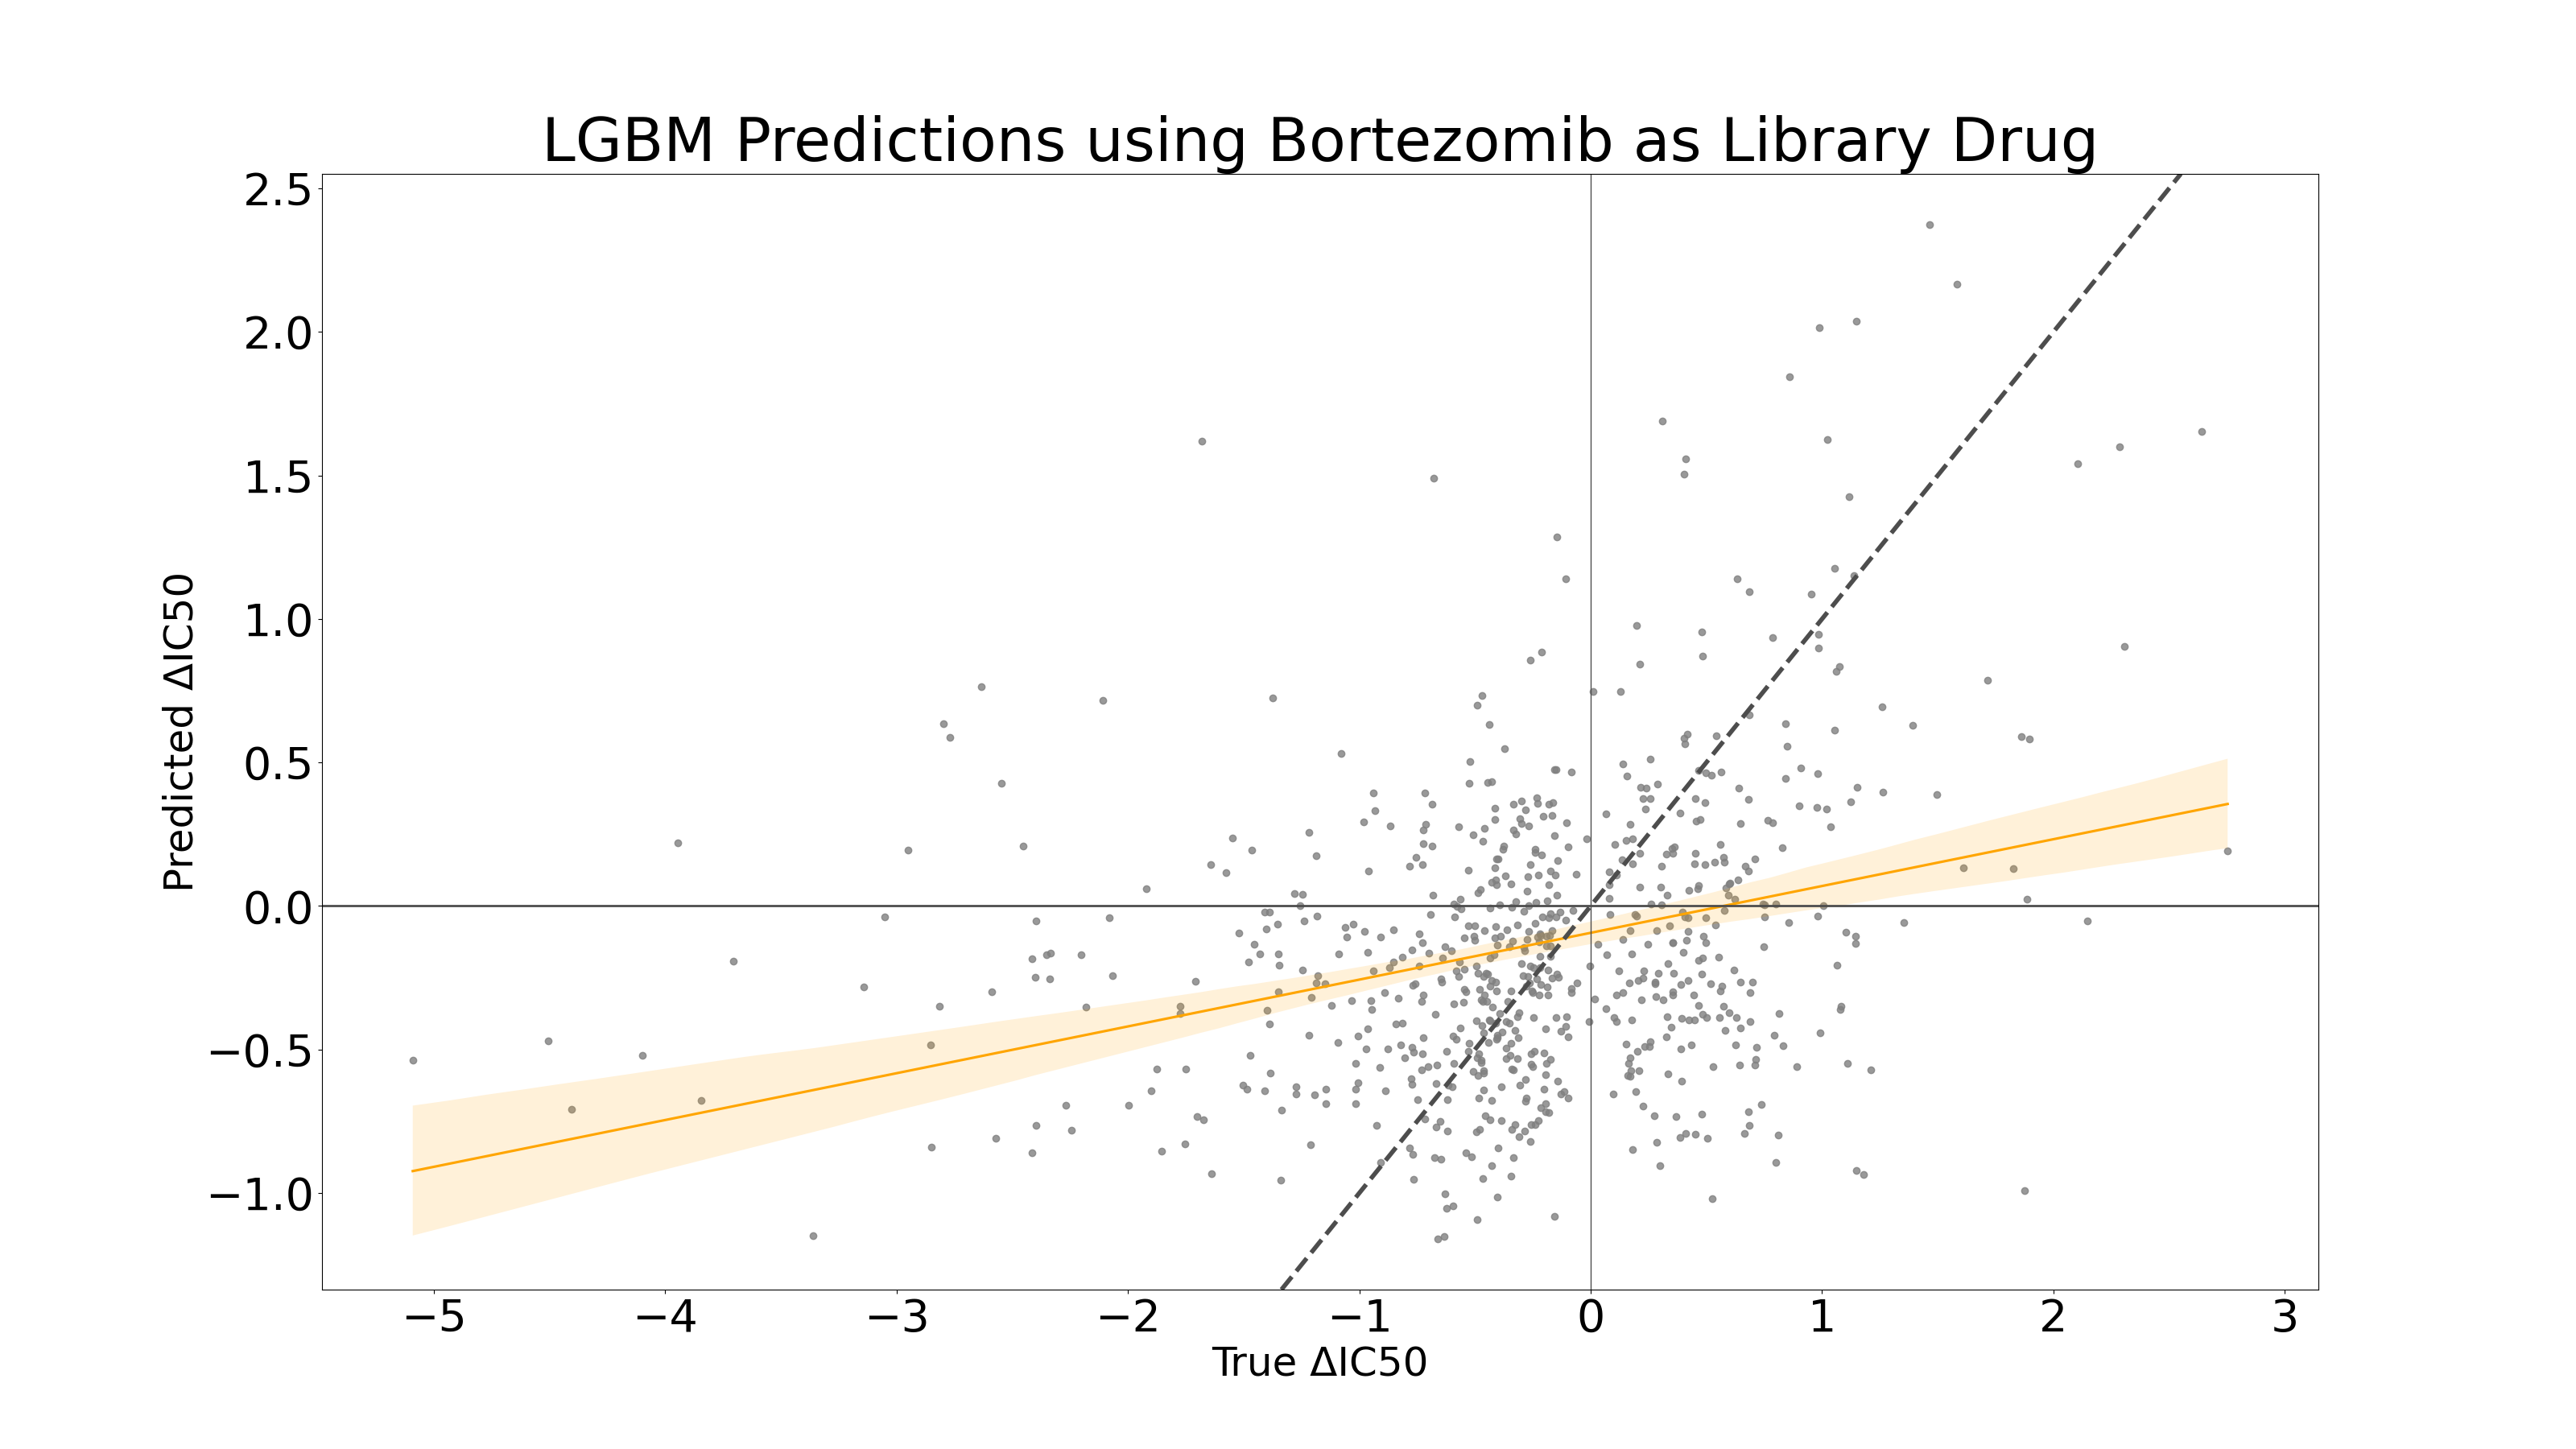 LGBM Predictions using Bortezomib as Library Drug
2.5
2.0
1.5
1.0
0.5
0.0
−0.5
−1.0
Predicted ΔIC50
−5 −4 −3 −2 −1 0 1 2 3
True ΔIC50